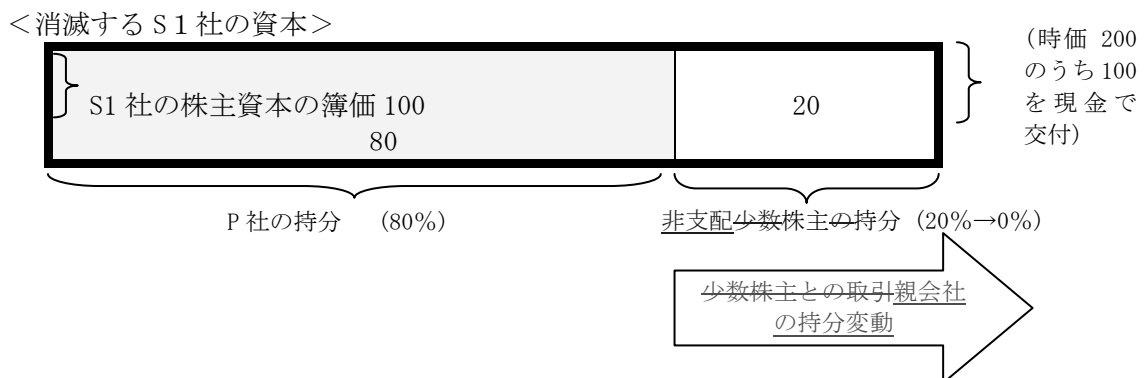 <消滅するS1社の資本>
(時価 200
のうち100
を現金で
交付)
S1社の株主資本の簿価100
80
20
P社の持分 (80%)
非支配少数株主の持分 (20%→0%)
少数株主との取引親会社
の持分変動